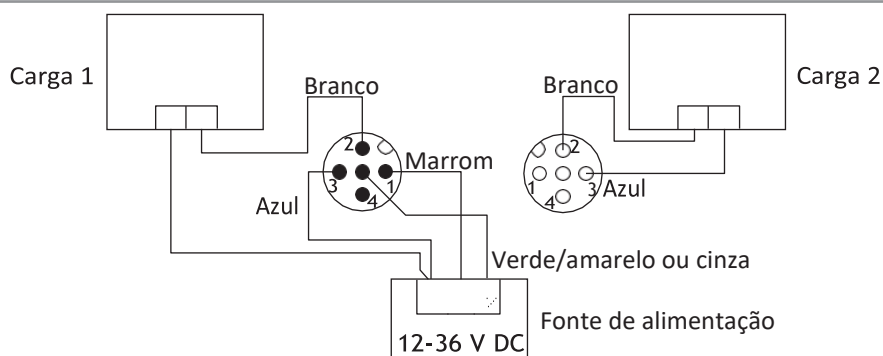 Carga 1
Branco
2
3
1
4
Marrom
Azul
Branco
Carga 2
2
1
3
4
Azul
Verde/amarelo ou cinza
Fonte de alimentação
12-36 V DC